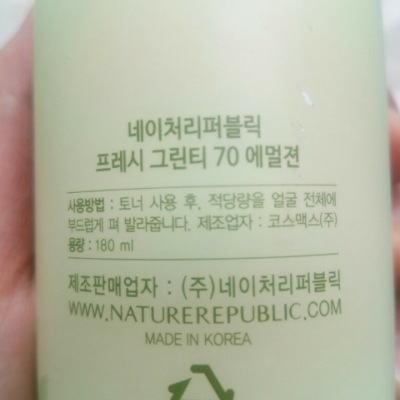 네이처리퍼블릭
프레시 그린티 70 에멀젼
사용방법 : 토너 사용 후, 적당량을 얼굴 전체에
부드럽게 펴 발라줍니다. 제조업자 : 코스맥스(주)
용량 : 180 ml
제조판매업자 : (주)네이처리퍼블릭
WWW.NATUREREPUBLIC.COM
MADE IN KOREA